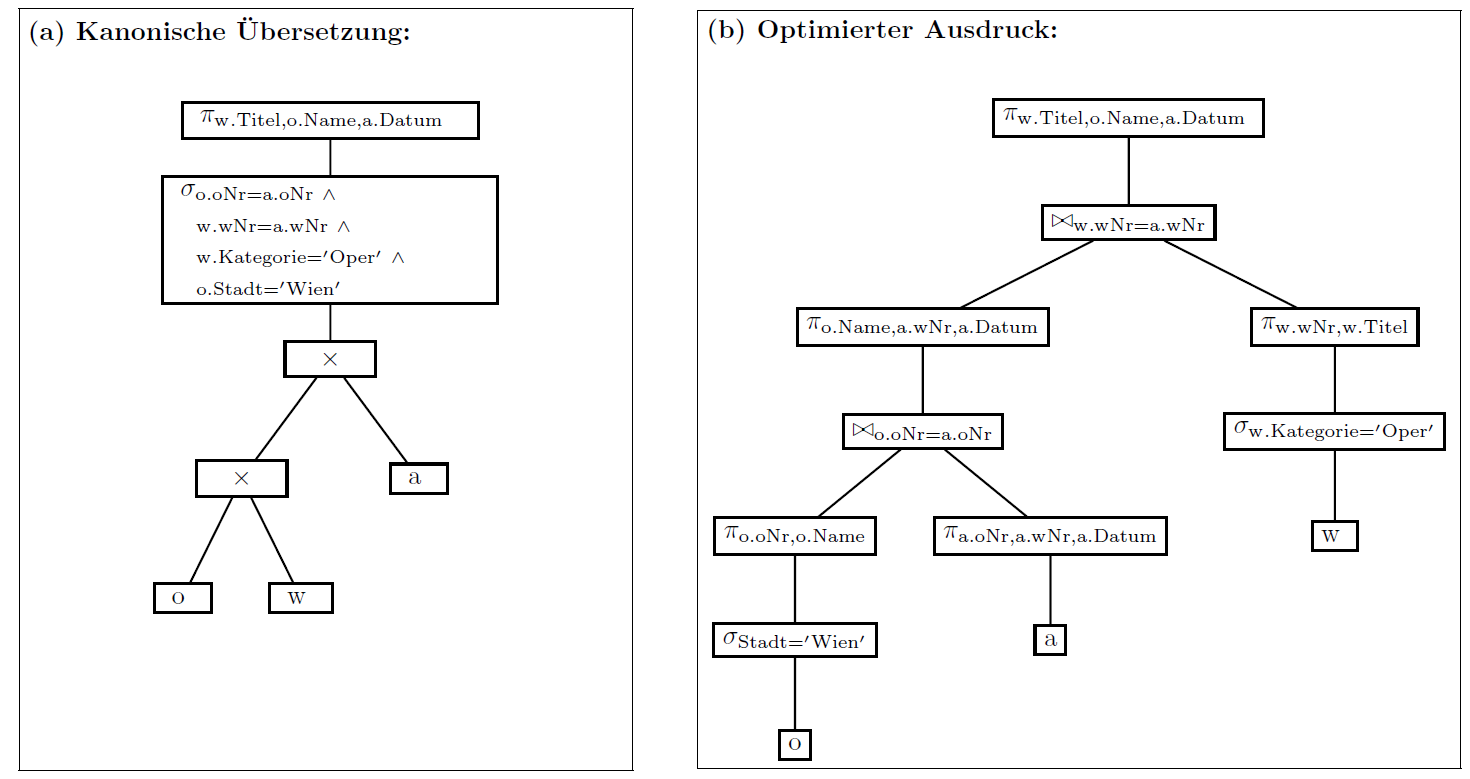 (a) Kanonische Übersetzung:
πw.Titel,o.Name,a.Datum
σo.oNr=a.oNr ∧
w.wNr=a.wNr ∧
w.Kategorie=′Oper′ ∧
o.Stadt=′Wien′
×
×
a
o
w
(b) Optimierter Ausdruck:
πw.Titel,o.Name,a.Datum
⋈w.wNr=a.wNr
πo.Name,a.wNr,a.Datum
πw.wNr,w.Titel
⋈o.oNr=a.oNr
σw.Kategorie=′Oper′
πo.oNr,o.Name
πa.oNr,a.wNr,a.Datum
w
σStadt=′Wien′
a
o